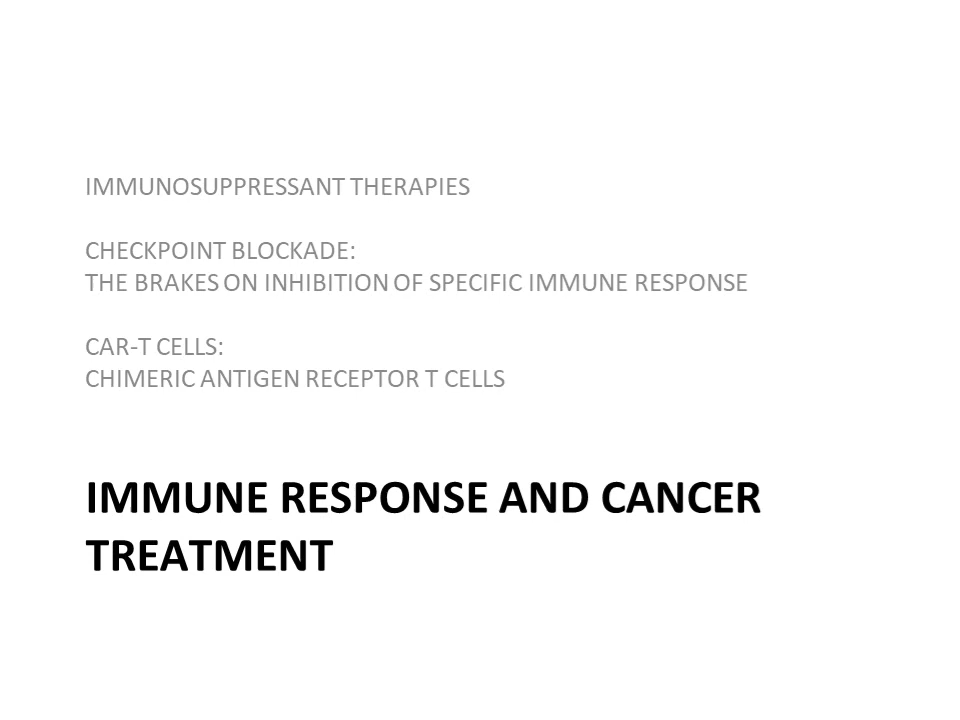 IMMUNOSUPPRESSANT THERAPIES
CHECKPOINT BLOCKADE:
THE BRAKES ON INHIBITION OF SPECIFIC IMMUNE RESPONSE
CAR-T CELLS:
CHIMERIC ANTIGEN RECEPTOR T CELLS
IMMUNE RESPONSE AND CANCER
TREATMENT